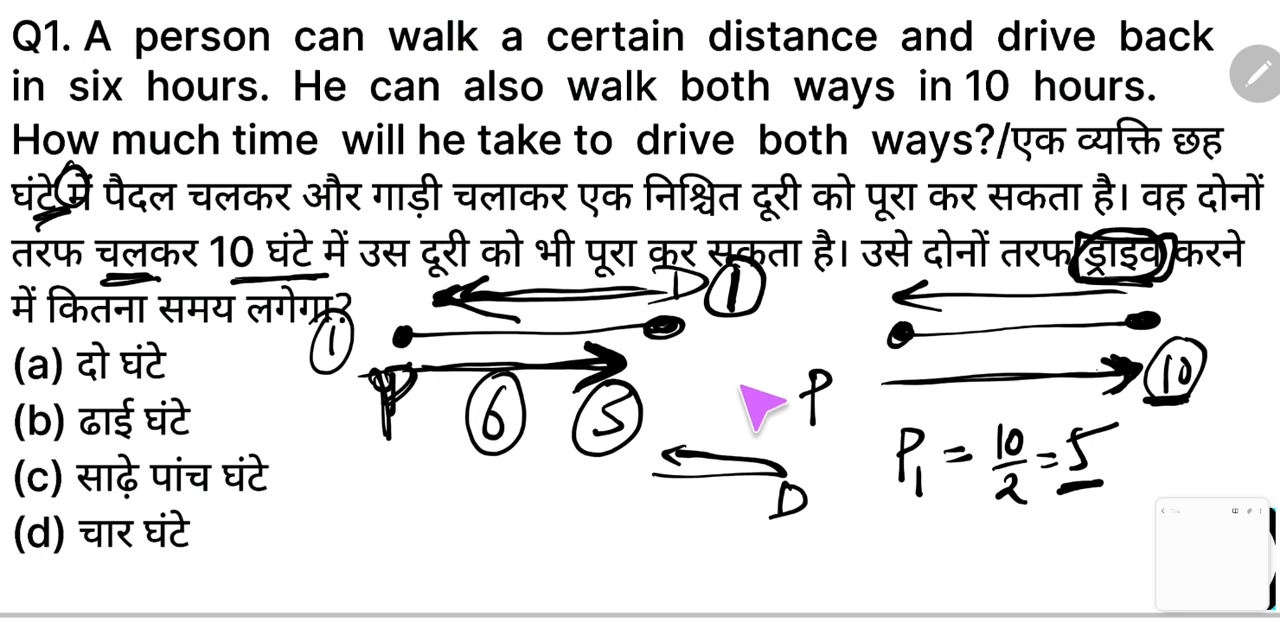 Q1. A person can walk a certain distance and drive back
in six hours. He can also walk both ways in 10 hours.
How much time will he take to drive both ways?/एक व्यक्ति छह
घंटे में पैदल चलकर और गाड़ी चलाकर एक निश्चित दूरी को पूरा कर सकता है। वह दोनों
तरफ चलकर 10 घंटे में उस दूरी को भी पूरा कर सकता है। उसे दोनों तरफ ड्राइव करने
में कितना समय लगेगा?
D 1
1
(a) दो घंटे
P 6 5 P 10
(b) ढाई घंटे
P1 = 10/2 = 5
(c) साढ़े पांच घंटे
D
(d) चार घंटे